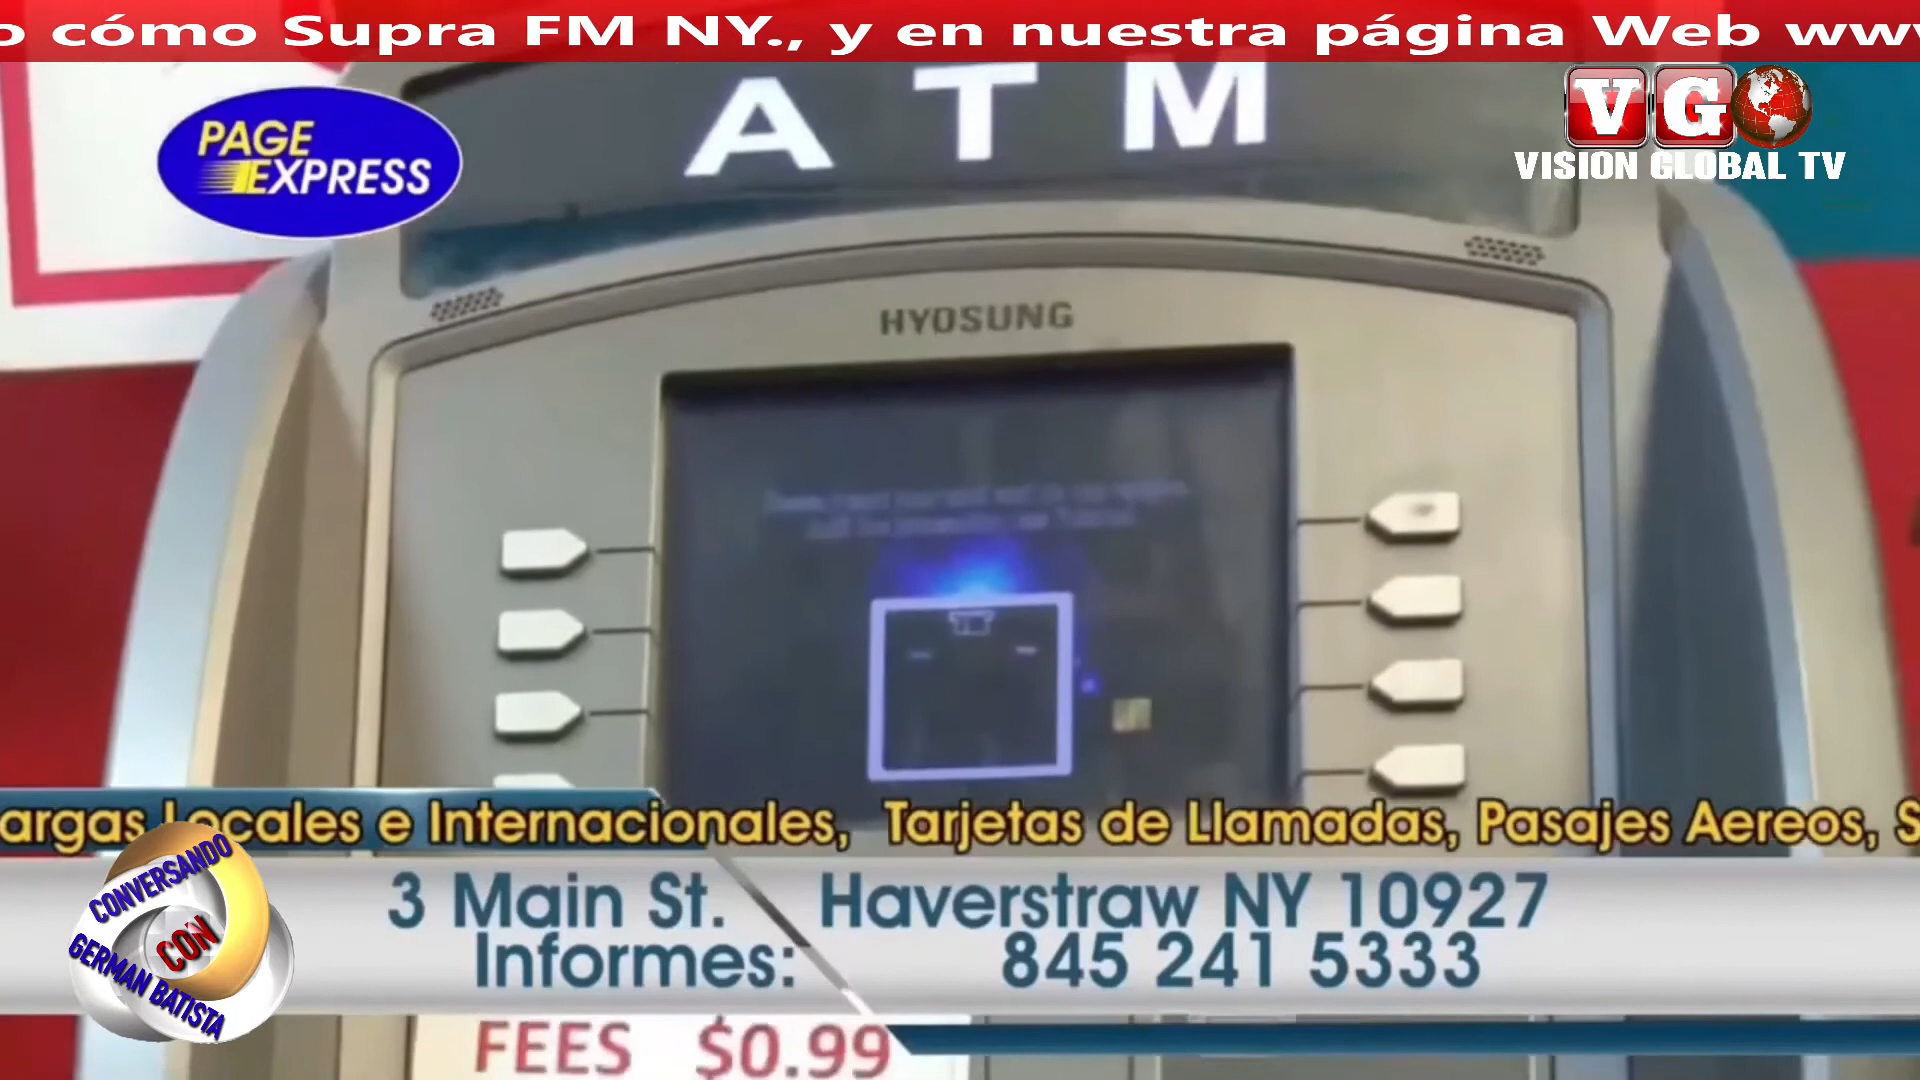 o cómo Supra FM NY., y en nuestra página Web www
ATM
PAGE
EXPRESS
VG
VISION GLOBAL TV
HYOSUNG
argas Locales e Internacionales, Tarjetas de Llamadas, Pasajes Aereos, S
CONVERSANDO
CON
GERMAN BATISTA
3 Main St. Haverstraw NY 10927
Informes: 845 241 5333
FEES $0.99